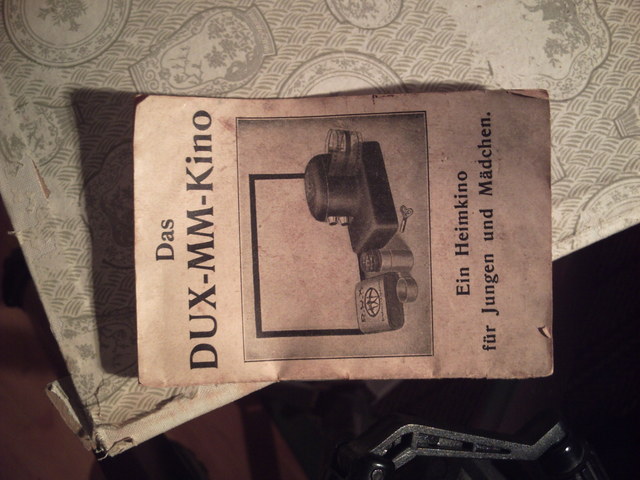 Das
DUX-MM-Kino
Ein Heimkino
für Jungen und Mädchen.